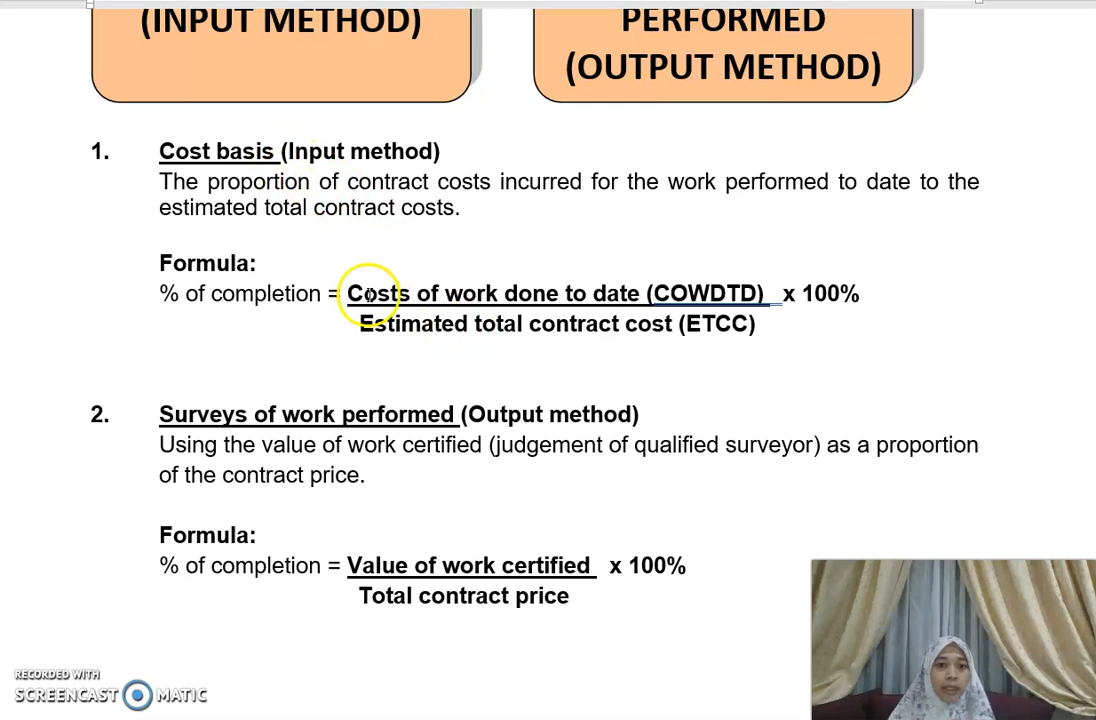 (INPUT METHOD)
PERFORMED
(OUTPUT METHOD)
1. Cost basis (Input method)
The proportion of contract costs incurred for the work performed to date to the
estimated total contract costs.
Formula:
% of completion = Costs of work done to date (COWDTD) x 100%
Estimated total contract cost (ETCC)
2. Surveys of work performed (Output method)
Using the value of work certified (judgement of qualified surveyor) as a proportion
of the contract price.
Formula:
% of completion = Value of work certified x 100%
Total contract price
RECORDED WITH
SCREENCAST MATIC